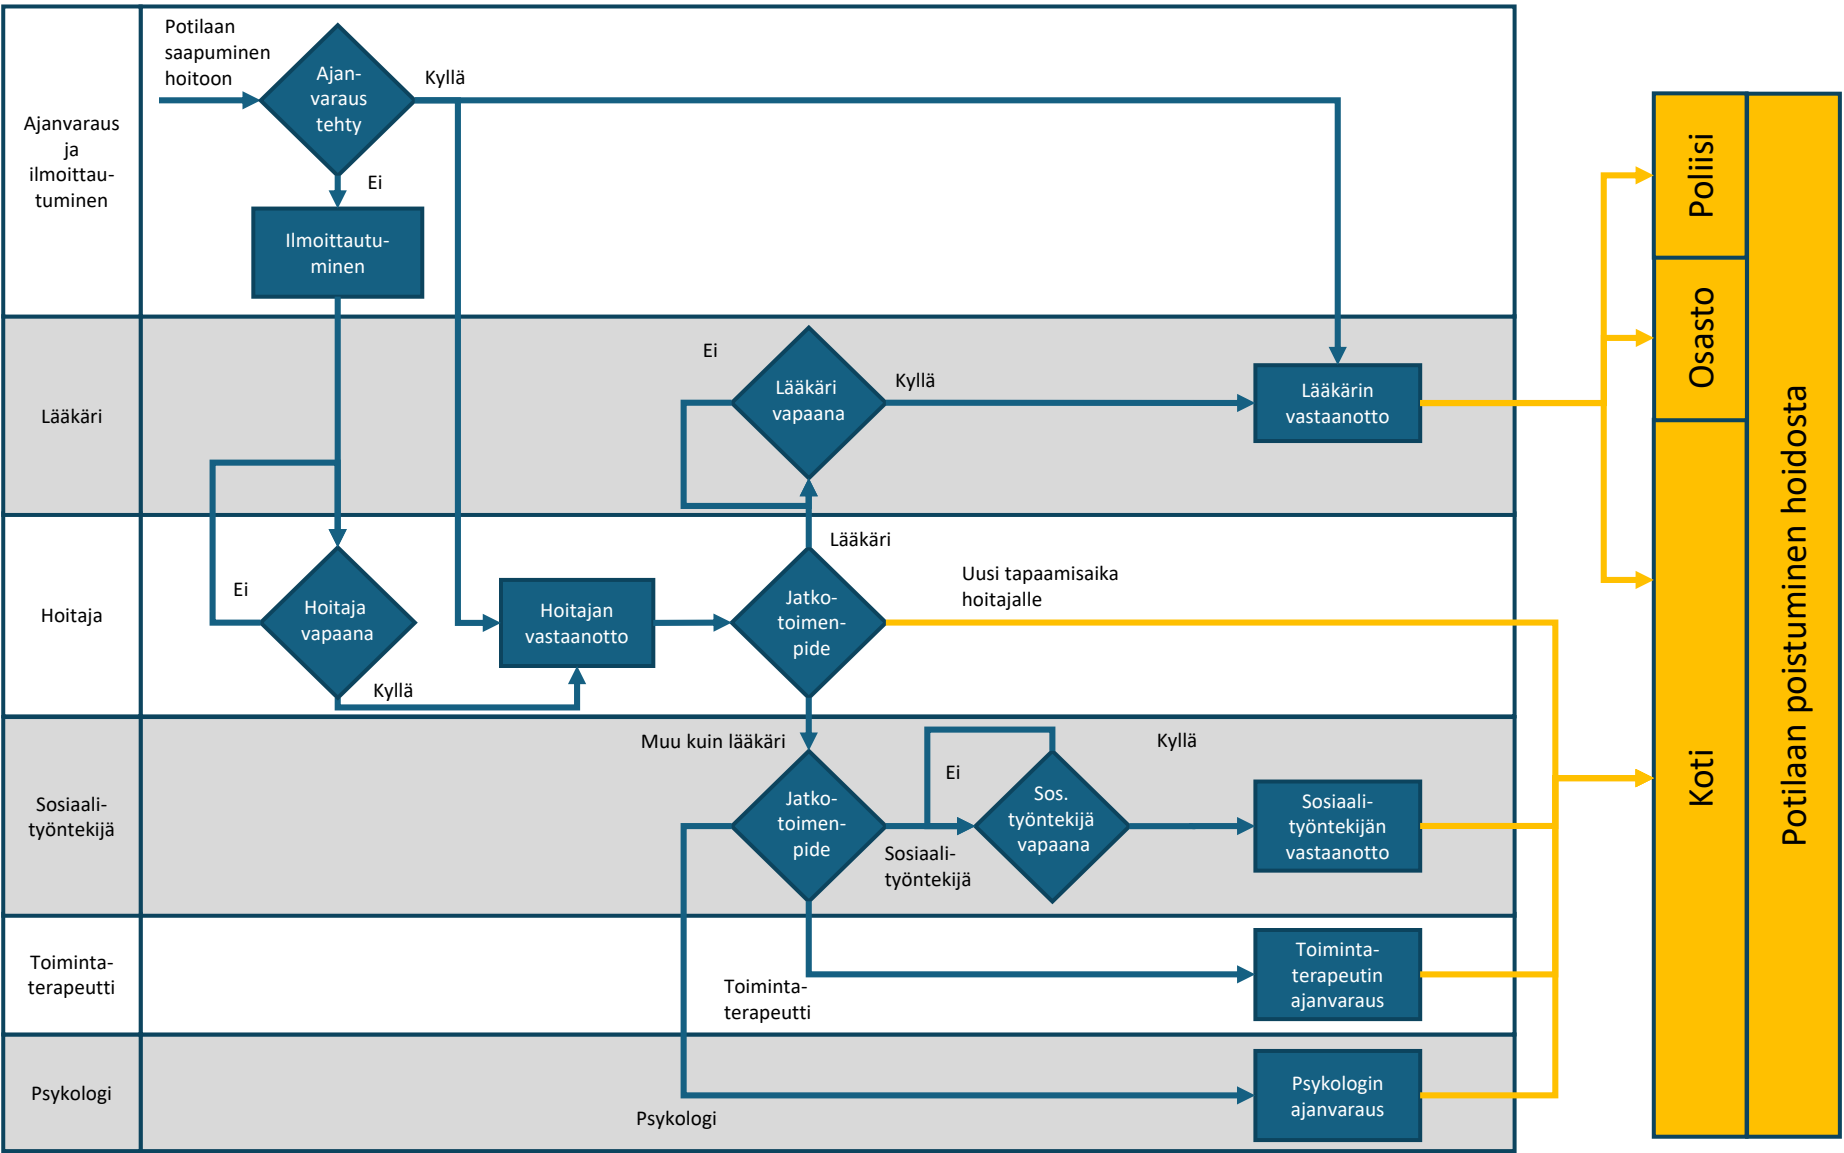 Potilaan
saapuminen
hoitoon
Ajan-
varaus
tehty
Kyllä
Ei
Ilmoittautu-
minen
Ajanvaraus
ja
ilmoittau-
tuminen
Lääkäri
Ei
Lääkäri
vapaana
Kyllä
Lääkärin
vastaanotto
Hoitaja
Ei
Hoitaja
vapaana
Kyllä
Hoitajan
vastaanotto
Lääkäri
Jatko-
toimen-
pide
Uusi tapaamisaika
hoitajalle
Sosiaali-
työntekijä
Muu kuin lääkäri
Jatko-
toimen-
pide
Sosiaali-
työntekijä
Ei
Sos.
työntekijä
vapaana
Kyllä
Sosiaali-
työntekijän
vastaanotto
Toiminta-
terapeutti
Toiminta-
terapeutti
Toiminta-
terapeutin
ajanvaraus
Psykologi
Psykologi
Psykologin
ajanvaraus
Poliisi
Osasto
Koti
Potilaan poistuminen hoidosta